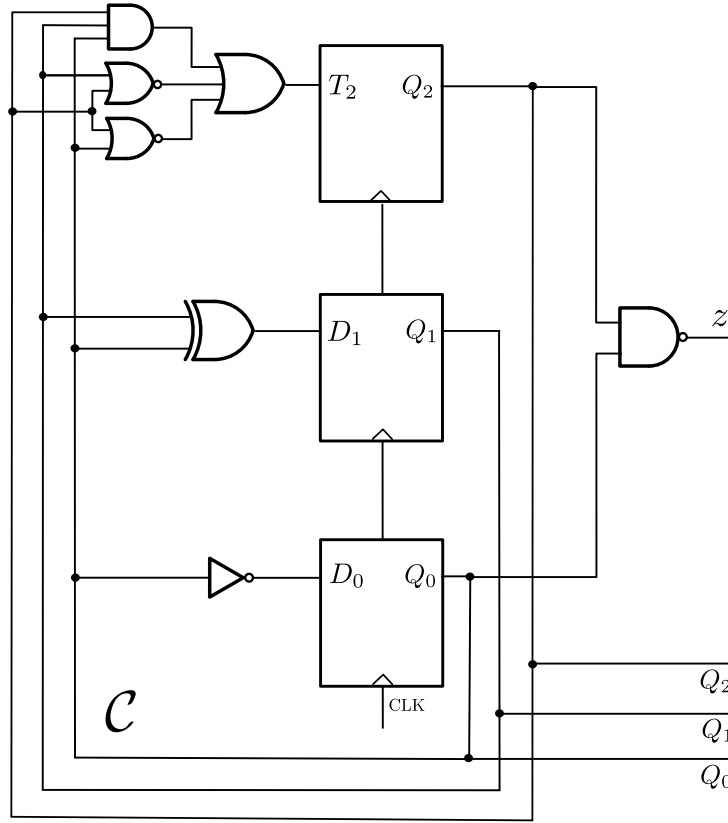 T₂ Q₂
z
D₁ Q₁
D₀ Q₀
𝒞
CLK
Q₂
Q₁
Q₀